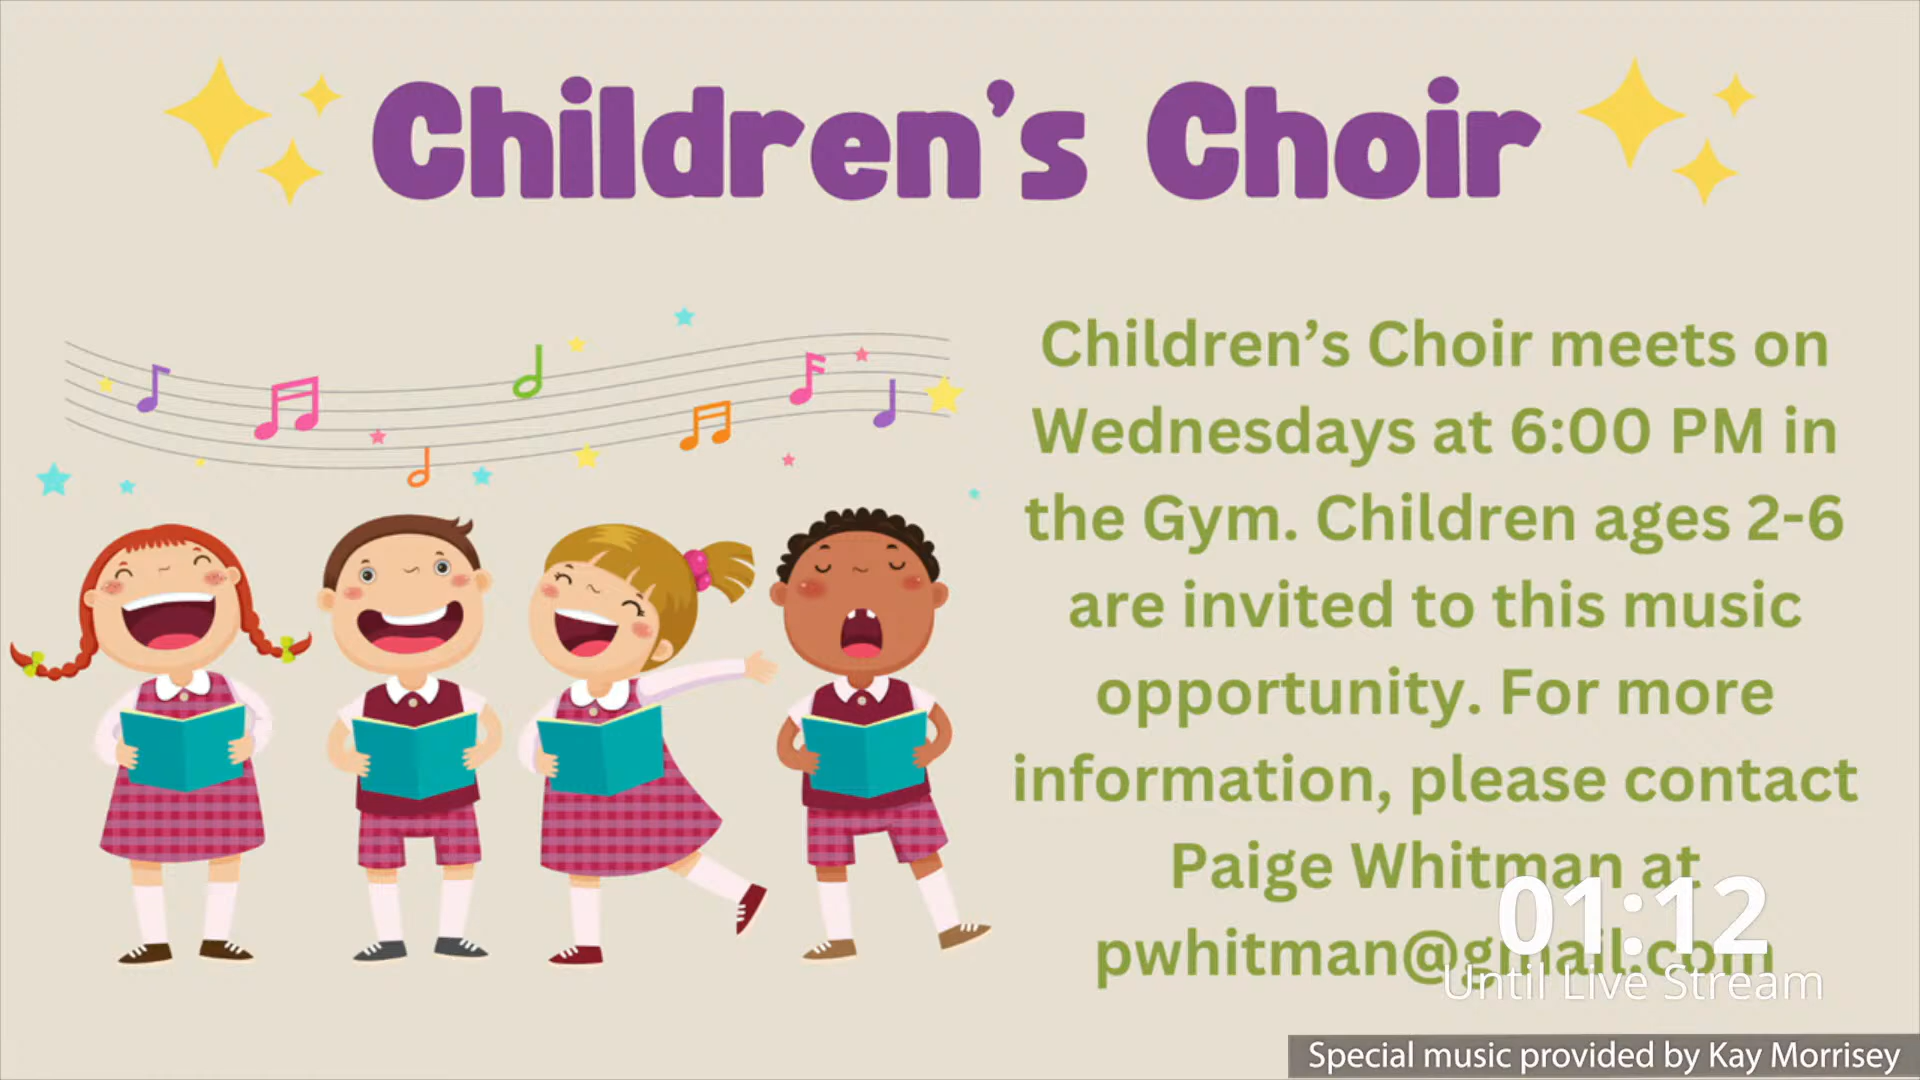 Children's Choir
Children's Choir meets on
Wednesdays at 6:00 PM in
the Gym. Children ages 2-6
are invited to this music
opportunity. For more
information, please contact
Paige Whitman at
pwhitman@gmail.com
01:12
Until Live Stream
Special music provided by Kay Morrisey